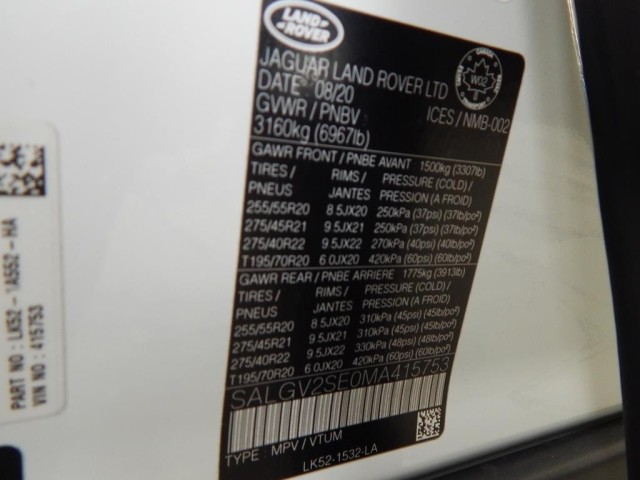 LAND
ROVER
JAGUAR LAND ROVER LTD
DATE 08/20
GVWR / PNBV
3160kg (6967lb)
W02
CANADA
ICES / NMB-002
GAWR FRONT / PNBE AVANT 1500kg (3307lb)
TIRES / RIMS / PRESSURE (COLD) /
PNEUS JANTES PRESSION (A FROID)
255/55R20 8.5JX20 250kPa (37psi) (37lb/po²)
275/45R21 9.5JX21 250kPa (37psi) (37lb/po²)
275/40R22 9.5JX22 270kPa (40psi) (40lb/po²)
T195/70R20 6.0JX20 420kPa (60psi) (60lb/po²)
GAWR REAR / PNBE ARRIERE 1775kg (3913lb)
TIRES / RIMS / PRESSURE (COLD) /
PNEUS JANTES PRESSION (A FROID)
255/55R20 8.5JX20 310kPa (45psi) (45lb/po²)
275/45R21 9.5JX21 310kPa (45psi) (45lb/po²)
275/40R22 9.5JX22 330kPa (48psi) (48lb/po²)
T195/70R20 6.0JX20 420kPa (60psi) (60lb/po²)
SALGV2SE0MA415753
TYPE: MPV / VTUM
LK52-1532-LA
PART NO : LK52 - 1A552 - HA
VIN NO : 415753